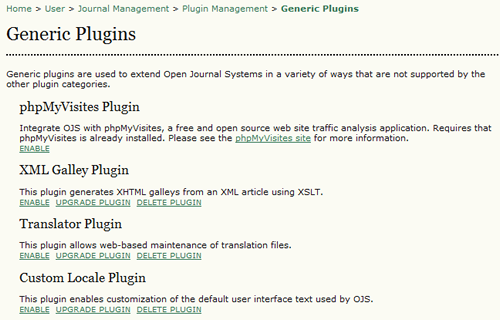 Home > User > Journal Management > Plugin Management > Generic Plugins
Generic Plugins
Generic plugins are used to extend Open Journal Systems in a variety of ways that are not supported by the
other plugin categories.
phpMyVisites Plugin
Integrate OJS with phpMyVisites, a free and open source web site traffic analysis application. Requires that
phpMyVisites is already installed. Please see the phpMyVisites site for more information.
ENABLE
XML Galley Plugin
This plugin generates XHTML galleys from an XML article using XSLT.
ENABLE UPGRADE PLUGIN DELETE PLUGIN
Translator Plugin
This plugin allows web-based maintenance of translation files.
ENABLE UPGRADE PLUGIN DELETE PLUGIN
Custom Locale Plugin
This plugin enables customization of the default user interface text used by OJS.
ENABLE UPGRADE PLUGIN DELETE PLUGIN